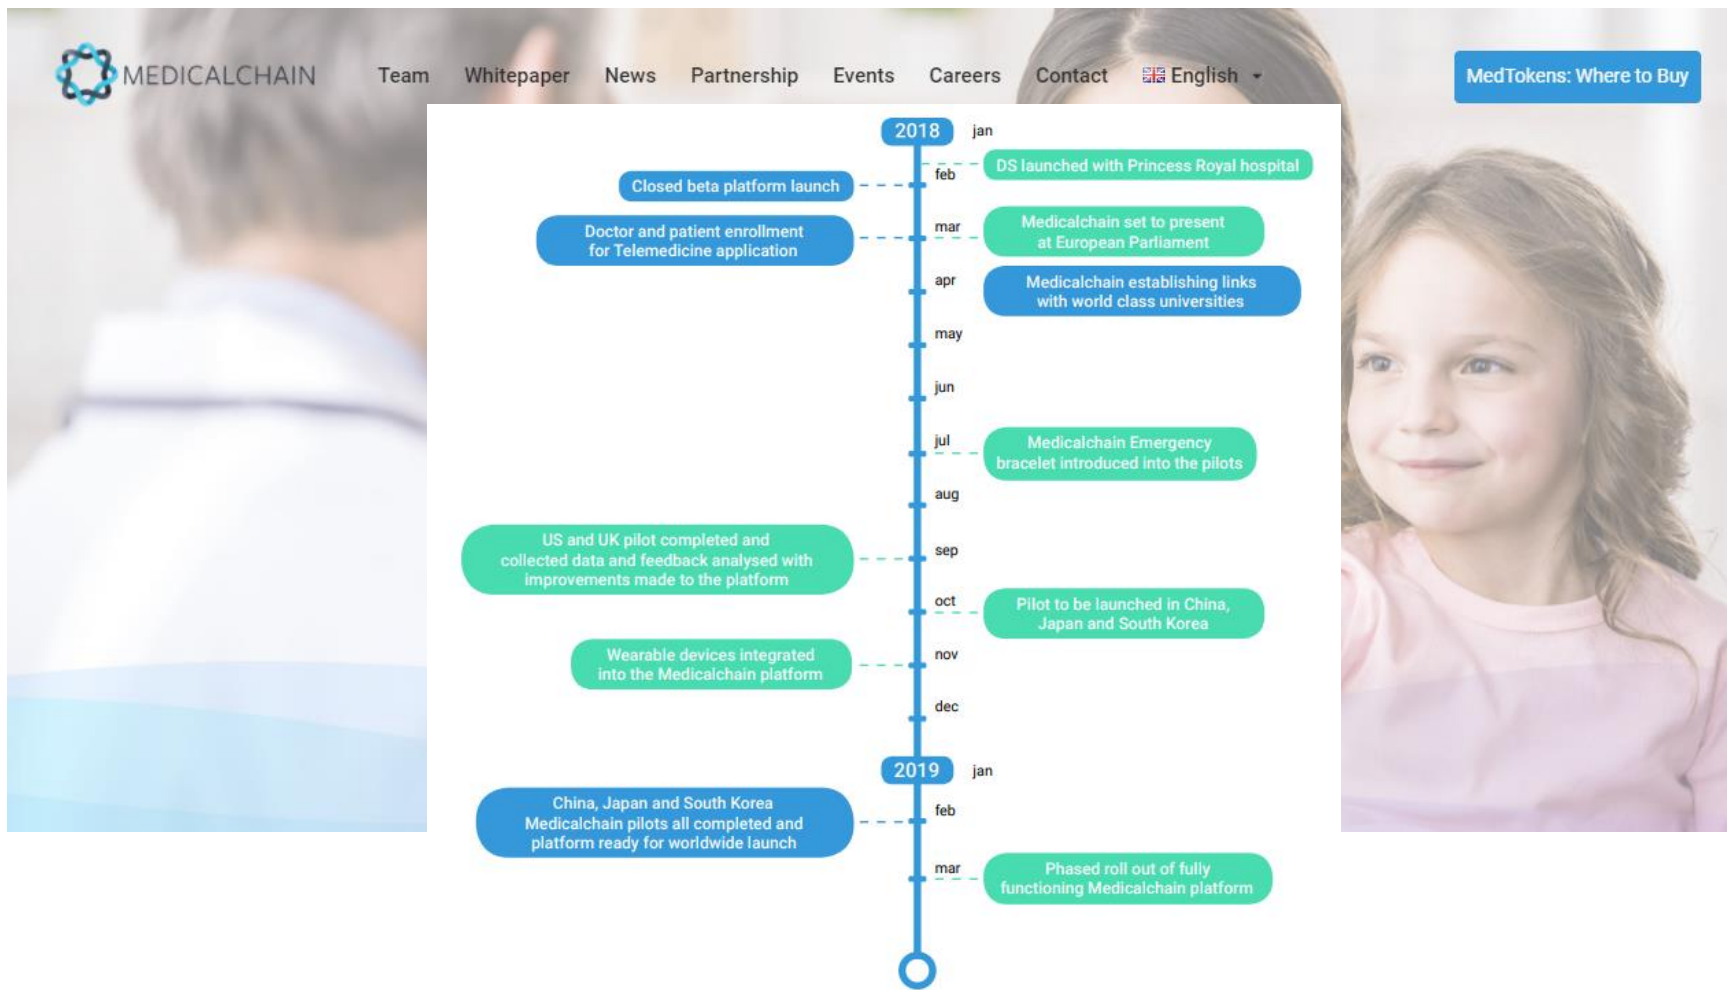 MEDICALCHAIN
Team Whitepaper News Partnership Events Careers Contact English
MedTokens: Where to Buy
2018 jan
DS launched with Princess Royal hospital
feb
Closed beta platform launch
Doctor and patient enrollment
for Telemedicine application
mar
Medicalchain set to present
at European Parliament
apr
Medicalchain establishing links
with world class universities
may
jun
jul
Medicalchain Emergency
bracelet introduced into the pilots
aug
US and UK pilot completed and
collected data and feedback analysed with
improvements made to the platform
sep
oct
Pilot to be launched in China,
Japan and South Korea
Wearable devices integrated
into the Medicalchain platform
nov
dec
2019 jan
China, Japan and South Korea
Medicalchain pilots all completed and
platform ready for worldwide launch
feb
mar
Phased roll out of fully
functioning Medicalchain platform